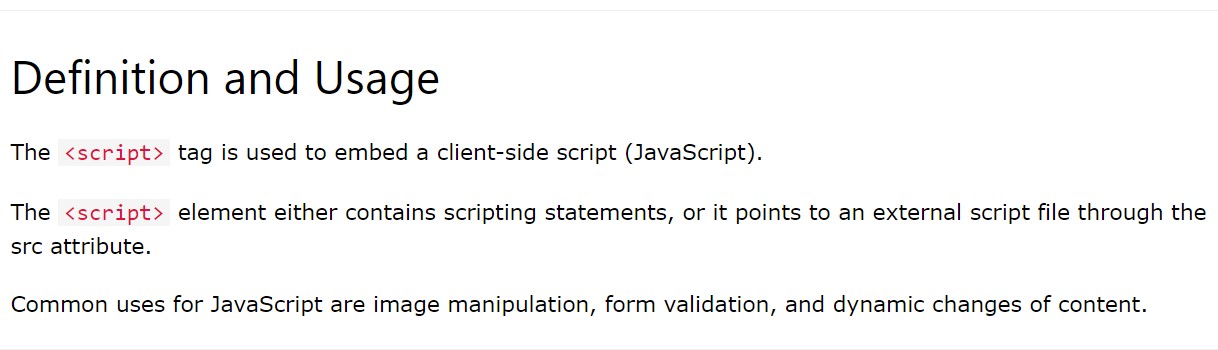 Definition and Usage
The <script> tag is used to embed a client-side script (JavaScript).
The <script> element either contains scripting statements, or it points to an external script file through the
src attribute.
Common uses for JavaScript are image manipulation, form validation, and dynamic changes of content.